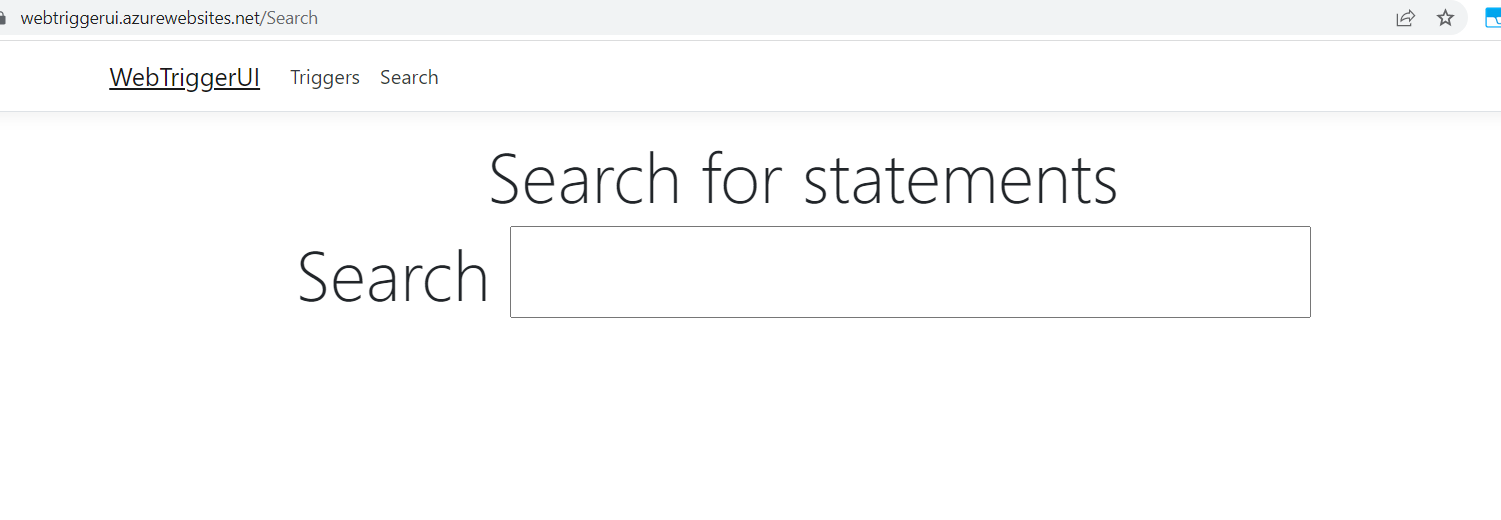 webtriggerui.azurewebsites.net/Search
WebTriggerUI Triggers Search
Search for statements
Search